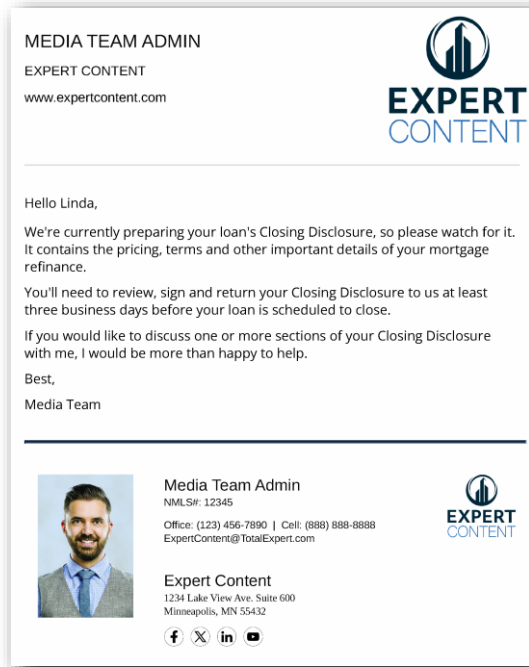 MEDIA TEAM ADMIN
EXPERT CONTENT
www.expertcontent.com
EXPERT
CONTENT
Hello Linda,
We're currently preparing your loan's Closing Disclosure, so please watch for it.
It contains the pricing, terms and other important details of your mortgage
refinance.
You'll need to review, sign and return your Closing Disclosure to us at least
three business days before your loan is scheduled to close.
If you would like to discuss one or more sections of your Closing Disclosure
with me, I would be more than happy to help.
Best,
Media Team
Media Team Admin
NMLS#: 12345
Office: (123) 456-7890 | Cell: (888) 888-8888
ExpertContent@TotalExpert.com
EXPERT
CONTENT
Expert Content
1234 Lake View Ave. Suite 600
Minneapolis, MN 55432